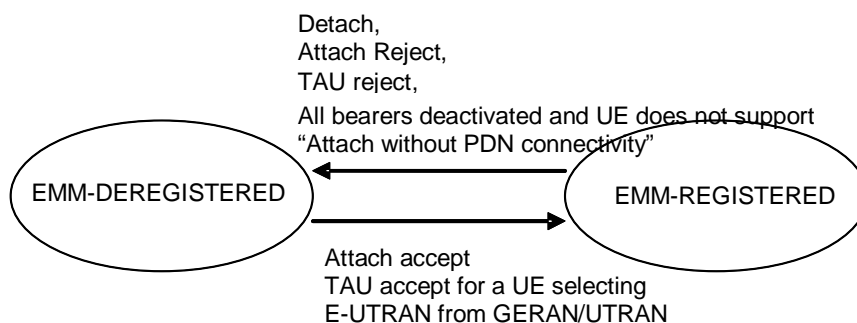 Detach,
Attach Reject,
TAU reject,
All bearers deactivated and UE does not support
“Attach without PDN connectivity”
EMM-DEREGISTERED
EMM-REGISTERED
Attach accept
TAU accept for a UE selecting
E-UTRAN from GERAN/UTRAN